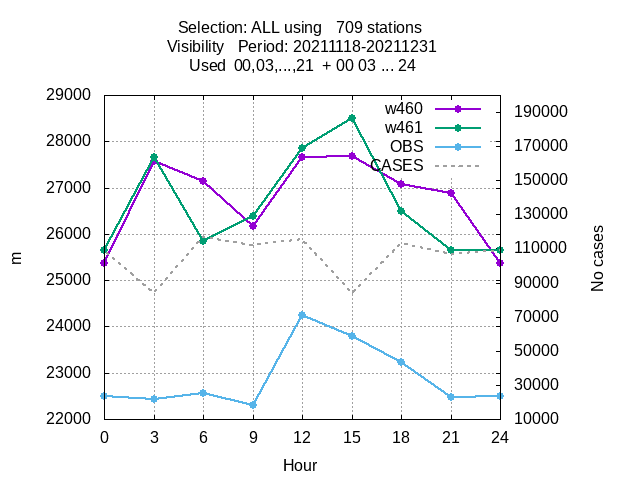 Selection: ALL using   709 stations
Visibility   Period: 20211118-20211231
Used  00,03,...,21  + 00 03 ... 24
29000
28000
27000
26000
25000
24000
23000
22000
m
w460
w461
OBS
CASES
190000
170000
150000
130000
110000
90000
70000
50000
30000
10000
No cases
0 3 6 9 12 15 18 21 24
Hour